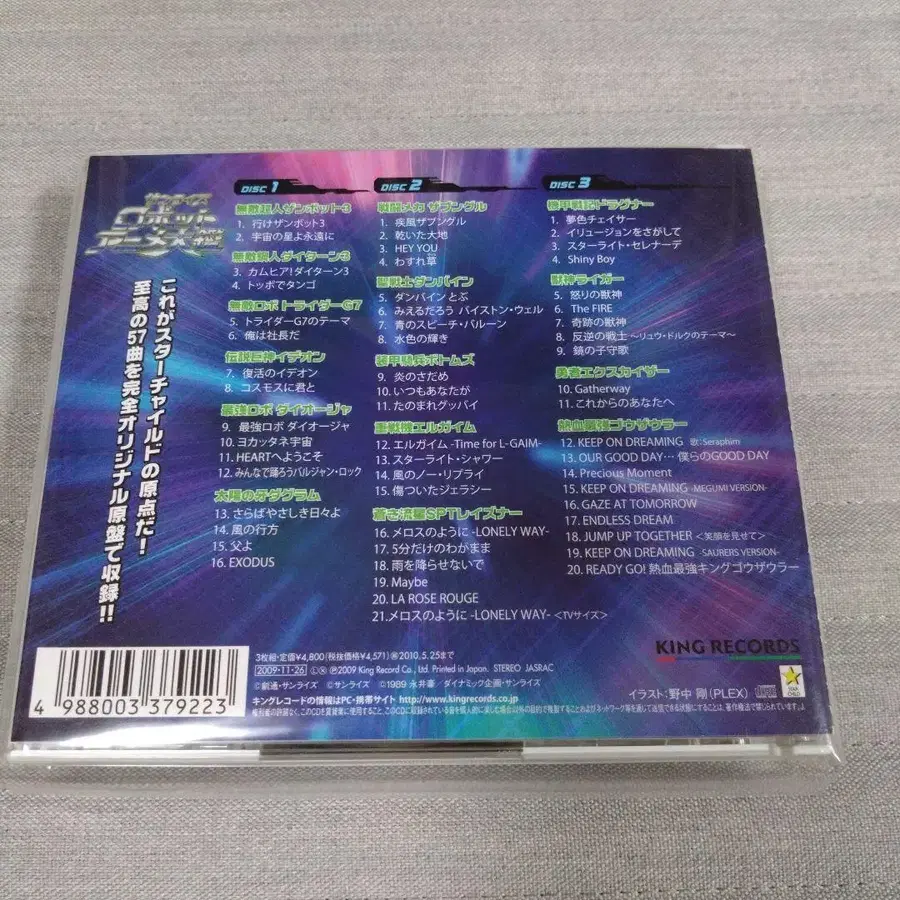 ロボットアニメ大鑑
これがスターチャイルドの原点だ!
至高の57曲を完全オリジナル原盤で収録!!
DISC 1
無敵超人ザンボット3
1. 行けザンボット3
2. 宇宙の星よ永遠に
無敵鋼人ダイターン3
3. カムヒア!ダイターン3
4. トッポでタンゴ
無敵ロボ トライダーG7
5. トライダーG7のテーマ
6. 俺は社長だ
伝説巨神イデオン
7. 復活のイデオン
8. コスモスに君と
最強ロボ ダイオージャ
9. 最強ロボ ダイオージャ
10. ヨカッタネ宇宙
11. HEARTへようこそ
12. みんなで踊ろうバルジャン・ロック
太陽の牙ダグラム
13. さらばやさしき日々よ
14. 風の行方
15. 父よ
16. EXODUS
DISC 2
戦闘メカ ザブングル
1. 疾風ザブングル
2. 乾いた大地
3. HEY YOU
4. わすれ草
聖戦士ダンバイン
5. ダンバインとぶ
6. みえるだろう バイストン・ウェル
7. 青のスピーチ・バルーン
8. 水色の輝き
装甲騎兵ボトムズ
9. 炎のさだめ
10. いつもあなたが
11. たのまれグッバイ
重戦機エルガイム
12. エルガイム -Time for L-GAIM-
13. スターライト・シャワー
14. 風のノー・リプライ
15. 傷ついたジェラシー
蒼き流星SPTレイズナー
16. メロスのように -LONELY WAY-
17. 5分だけのわがまま
18. 雨を降らせないで
19. Maybe
20. LA ROSE ROUGE
21. メロスのように -LONELY WAY- <TVサイズ>
DISC 3
機甲戦記ドラグナー
1. 夢色チェイサー
2. イリュージョンをさがして
3. スターライト・セレナーデ
4. Shiny Boy
獣神ライガー
5. 怒りの獣神
6. The FIRE
7. 奇跡の獣神
8. 反逆の戦士 〜リュウ・ドルクのテーマ〜
9. 鏡の子守歌
勇者エクスカイザー
10. Gatherway
11. これからのあなたへ
熱血最強ゴウザウラー
12. KEEP ON DREAMING 歌:Seraphim
13. OUR GOOD DAY… 僕らのGOOD DAY
14. Precious Moment
15. KEEP ON DREAMING -MEGUMI VERSION-
16. GAZE AT TOMORROW
17. ENDLESS DREAM
18. JUMP UP TOGETHER <笑顔を見せて>
19. KEEP ON DREAMING -SAURERS VERSION-
20. READY GO! 熱血最強キングゴウザウラー
KING RECORDS
3枚組・定価¥4,800(税抜価格¥4,571) 再2010.5.25まで
2009・11・26 Ⓛ Ⓧ Ⓟ2009 King Record Co., Ltd. Printed in Japan. STEREO JASRAC
©創通・サンライズ ©サンライズ ©1989 永井豪/ダイナミック企画・サンライズ
キングレコードの情報はPC・携帯サイト http://www.kingrecords.co.jp
イラスト:野中 剛(PLEX)
4 988003 379223